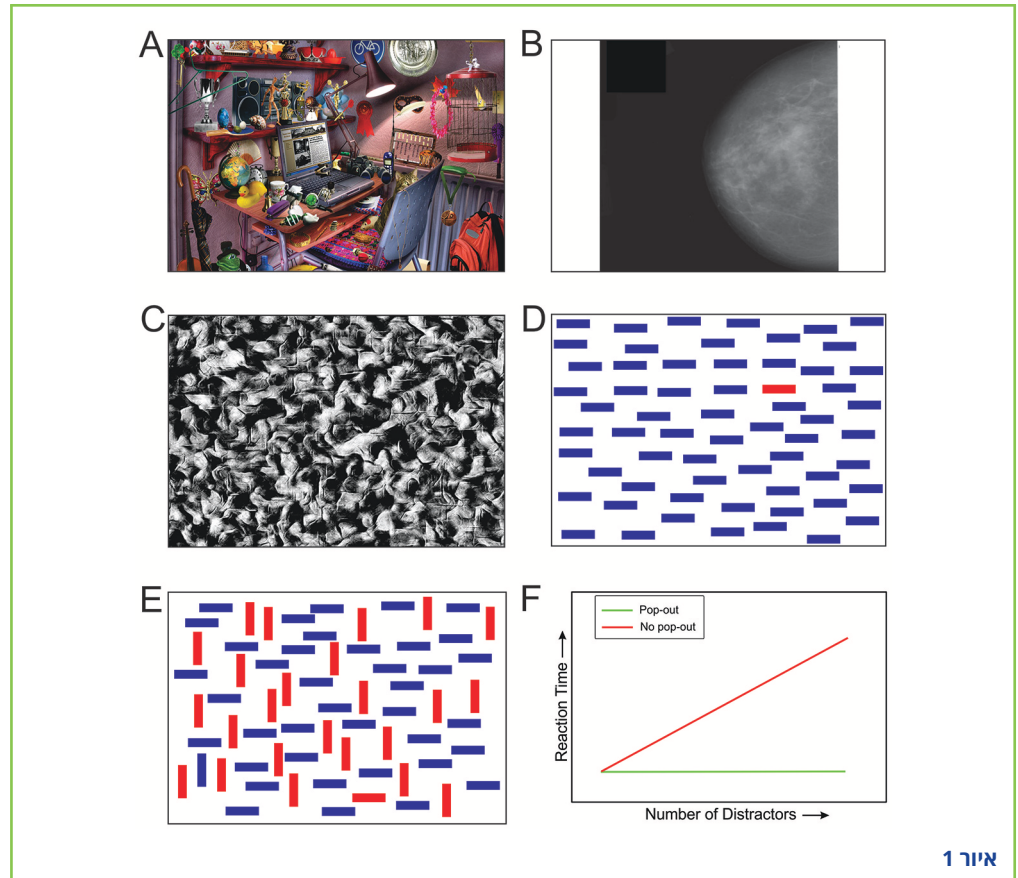 A
B
C
D
E
F
Pop-out
No pop-out
Reaction Time
Number of Distractors
איור 1